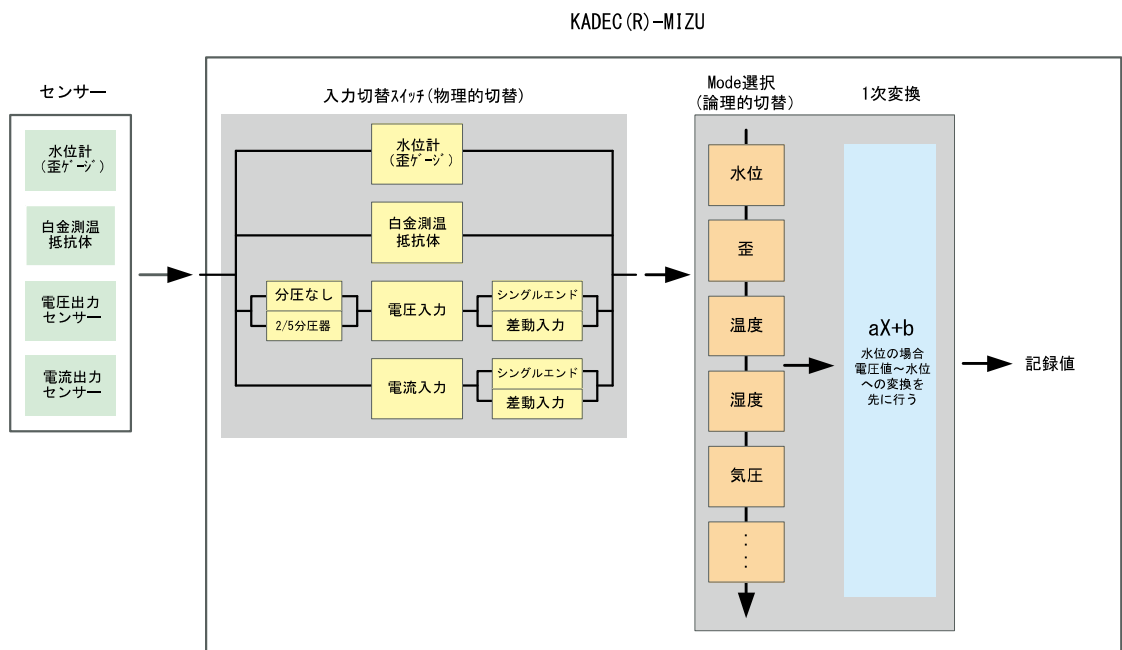 KADEC(R)-MIZU
センサー
水位計
(歪ゲージ)
白金測温
抵抗体
電圧出力
センサー
電流出力
センサー
入力切替スイッチ(物理的切替)
水位計
(歪ゲージ)
白金測温
抵抗体
分圧なし
2/5分圧器
電圧入力
シングルエンド
差動入力
電流入力
シングルエンド
差動入力
Mode選択
(論理的切替)
水位
歪
温度
湿度
気圧
1次変換
aX+b
水位の場合
電圧値～水位
への変換を
先に行う
記録値